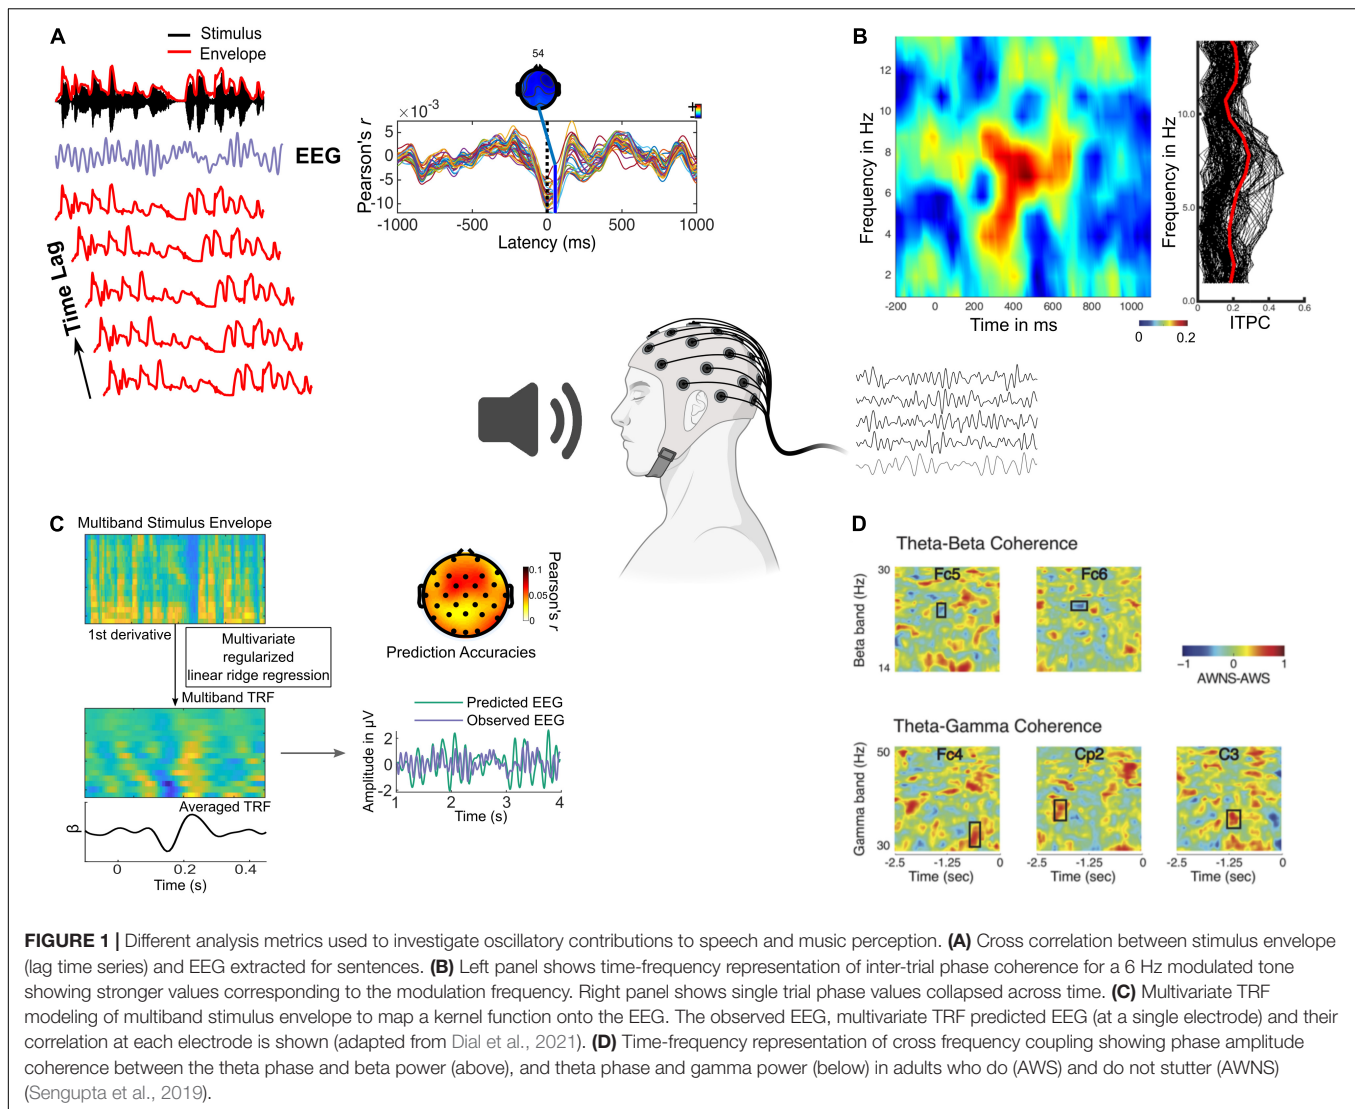 A
Stimulus
Envelope
EEG
Time Lag
54
×10⁻³
Pearson's r
5
0
-5
-10
-1000
-500
0
500
1000
Latency (ms)
+
-
B
Frequency in Hz
12
10
8
6
4
2
-200
0
200
400
600
800
1000
Time in ms
0
0.2
Frequency in Hz
10.0
5.0
0.0
0
0.2
0.4
0.6
ITPC
C
Multiband Stimulus Envelope
1st derivative
Multivariate
regularized
linear ridge regression
Multiband TRF
Averaged TRF
β
0
0.2
0.4
Time (s)
0.1
0.05
0
Pearson's r
Prediction Accuracies
Predicted EEG
Observed EEG
Amplitude in µV
2
0
-2
1
2
3
4
Time (s)
D
Theta-Beta Coherence
Beta band (Hz)
30
14
Fc5
Fc6
−1
0
1
AWNS-AWS
Theta-Gamma Coherence
Gamma band (Hz)
50
30
Fc4
Cp2
C3
-2.5
-1.25
0
Time (sec)
-2.5
-1.25
0
Time (sec)
-2.5
-1.25
0
Time (sec)
FIGURE 1 | Different analysis metrics used to investigate oscillatory contributions to speech and music perception. (A) Cross correlation between stimulus envelope
(lag time series) and EEG extracted for sentences. (B) Left panel shows time-frequency representation of inter-trial phase coherence for a 6 Hz modulated tone
showing stronger values corresponding to the modulation frequency. Right panel shows single trial phase values collapsed across time. (C) Multivariate TRF
modeling of multiband stimulus envelope to map a kernel function onto the EEG. The observed EEG, multivariate TRF predicted EEG (at a single electrode) and their
correlation at each electrode is shown (adapted from Dial et al., 2021). (D) Time-frequency representation of cross frequency coupling showing phase amplitude
coherence between the theta phase and beta power (above), and theta phase and gamma power (below) in adults who do (AWS) and do not stutter (AWNS)
(Sengupta et al., 2019).